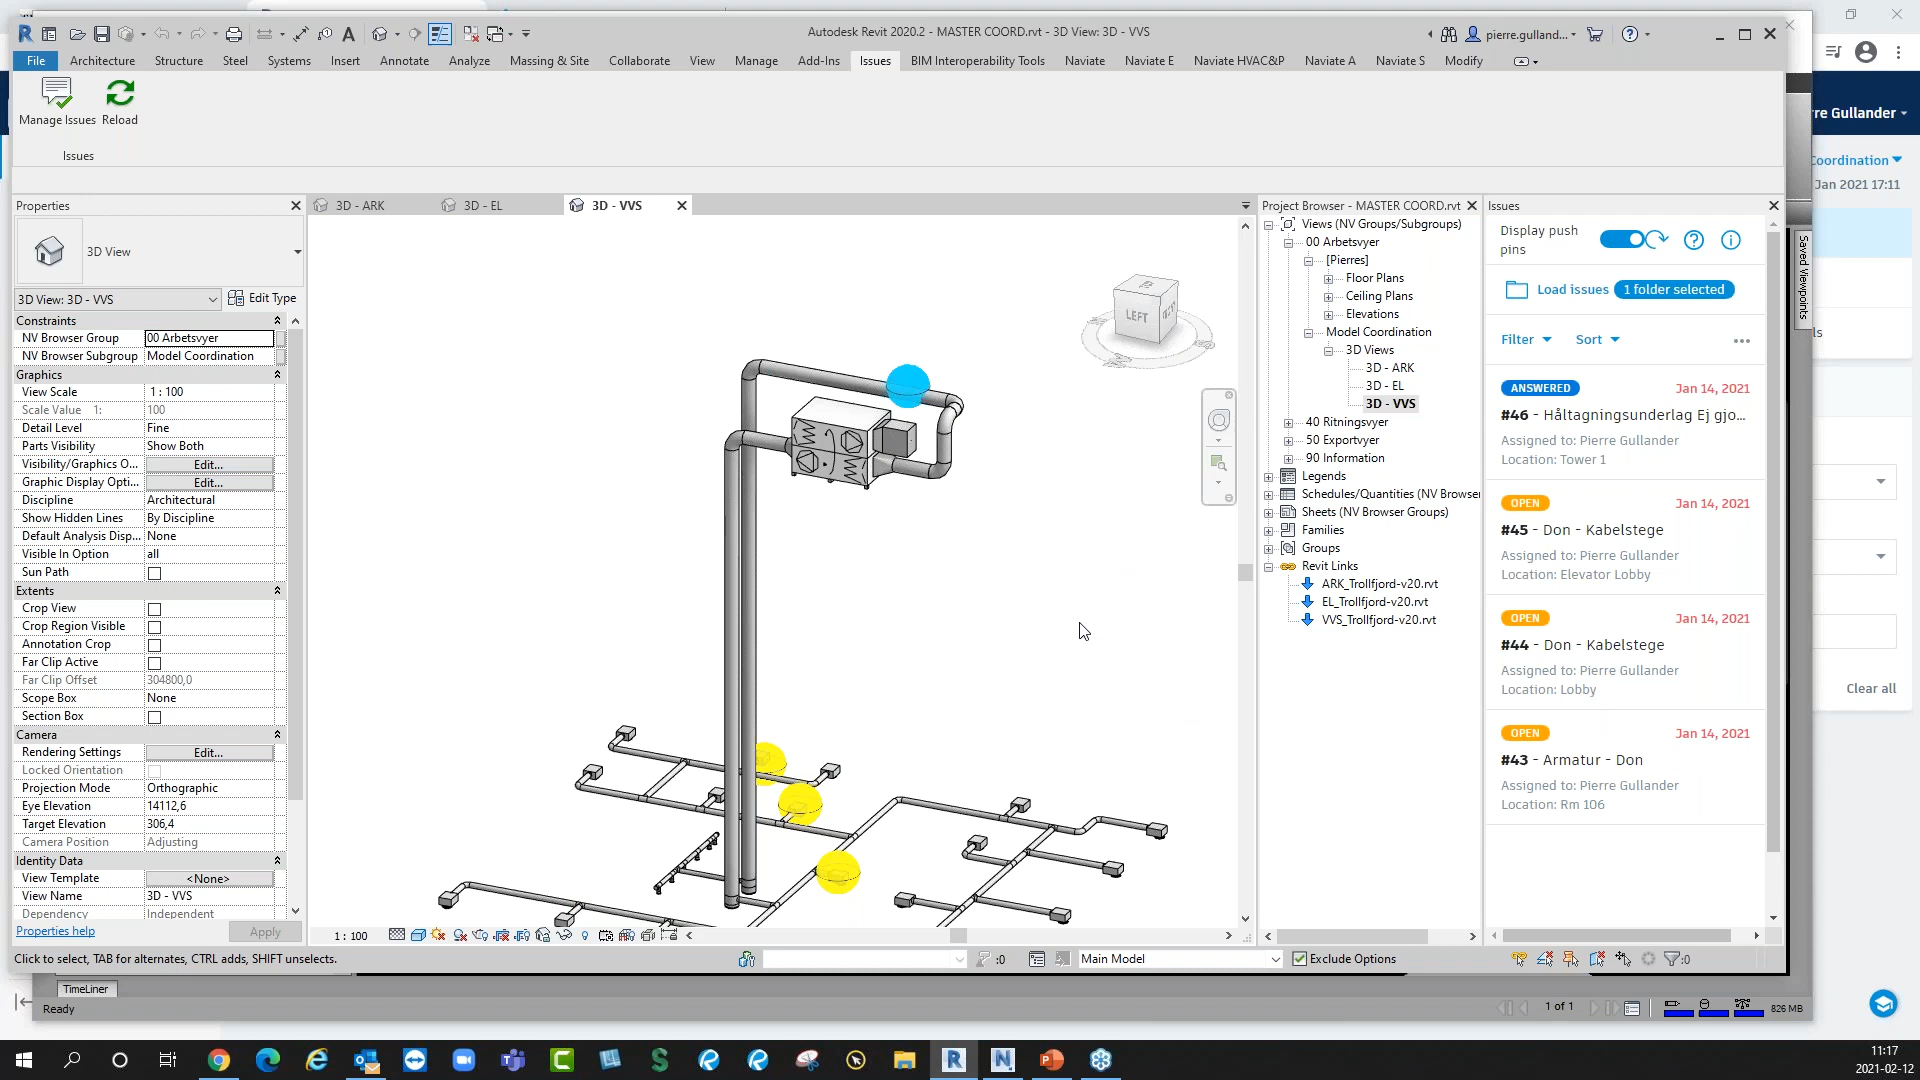 Autodesk Revit 2020.2 - MASTER COORD.rvt - 3D View: 3D - VVS
pierre.gulland...
File Architecture Structure Steel Systems Insert Annotate Analyze Massing & Site Collaborate View Manage Add-Ins Issues BIM Interoperability Tools Naviate Naviate E Naviate HVAC&P Naviate A Naviate S Modify
Manage Issues Reload
Issues
rre Gullander
Coordination
Jan 2021 17:11
Saved Viewpoints
ls
Clear all
Properties
3D View
3D View: 3D - VVS
Edit Type
Constraints
NV Browser Group 00 Arbetsvyer
NV Browser Subgroup Model Coordination
Graphics
View Scale 1 : 100
Scale Value 1: 100
Detail Level Fine
Parts Visibility Show Both
Visibility/Graphics O... Edit...
Graphic Display Opti... Edit...
Discipline Architectural
Show Hidden Lines By Discipline
Default Analysis Disp... None
Visible In Option all
Sun Path
Extents
Crop View
Crop Region Visible
Annotation Crop
Far Clip Active
Far Clip Offset 304800,0
Scope Box None
Section Box
Camera
Rendering Settings Edit...
Locked Orientation
Projection Mode Orthographic
Eye Elevation 14112,6
Target Elevation 306,4
Camera Position Adjusting
Identity Data
View Template <None>
View Name 3D - VVS
Dependency Independent
Properties help Apply
3D - ARK 3D - EL 3D - VVS
LEFT
1 : 100
Project Browser - MASTER COORD.rvt
Views (NV Groups/Subgroups)
00 Arbetsvyer
[Pierres]
Floor Plans
Ceiling Plans
Elevations
Model Coordination
3D Views
3D - ARK
3D - EL
3D - VVS
40 Ritningsvyer
50 Exportvyer
90 Information
Legends
Schedules/Quantities (NV Browser
Sheets (NV Browser Groups)
Families
Groups
Revit Links
ARK_Trollfjord-v20.rvt
EL_Trollfjord-v20.rvt
VVS_Trollfjord-v20.rvt
Issues
Display push
pins
Load issues 1 folder selected
Filter Sort
ANSWERED Jan 14, 2021
#46 - Håltagningsunderlag Ej gjo...
Assigned to: Pierre Gullander
Location: Tower 1
OPEN Jan 14, 2021
#45 - Don - Kabelstege
Assigned to: Pierre Gullander
Location: Elevator Lobby
OPEN Jan 14, 2021
#44 - Don - Kabelstege
Assigned to: Pierre Gullander
Location: Lobby
OPEN Jan 14, 2021
#43 - Armatur - Don
Assigned to: Pierre Gullander
Location: Rm 106
Click to select, TAB for alternates, CTRL adds, SHIFT unselects.
:0
Main Model
Exclude Options
:0
TimeLiner
Ready
1 of 1
826 MB
11:17
2021-02-12